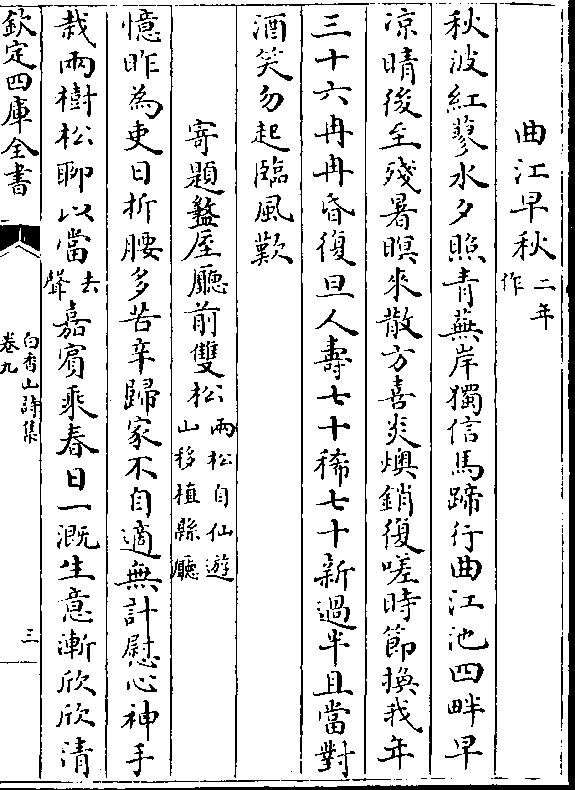 曲江早秋二年作
秋波紅蓼水夕照青蕪岸獨信馬蹄行曲江池四畔早
凉晴後至殘暑暝來散方喜炎燠銷復嗟時節換我年
三十六冉冉昏復旦人壽七十稀七十新過半且當對
酒笑勿起臨風歎
寄題盩厔廳前雙松兩松自仙遊山移植縣廳
憶昨為吏日折腰多苦辛歸家不自適無計慰心神手
栽兩樹松聊以當去聲嘉賓乘春日一溉生意漸欣欣清
欽定四庫全書
白香山詩集
卷九
三